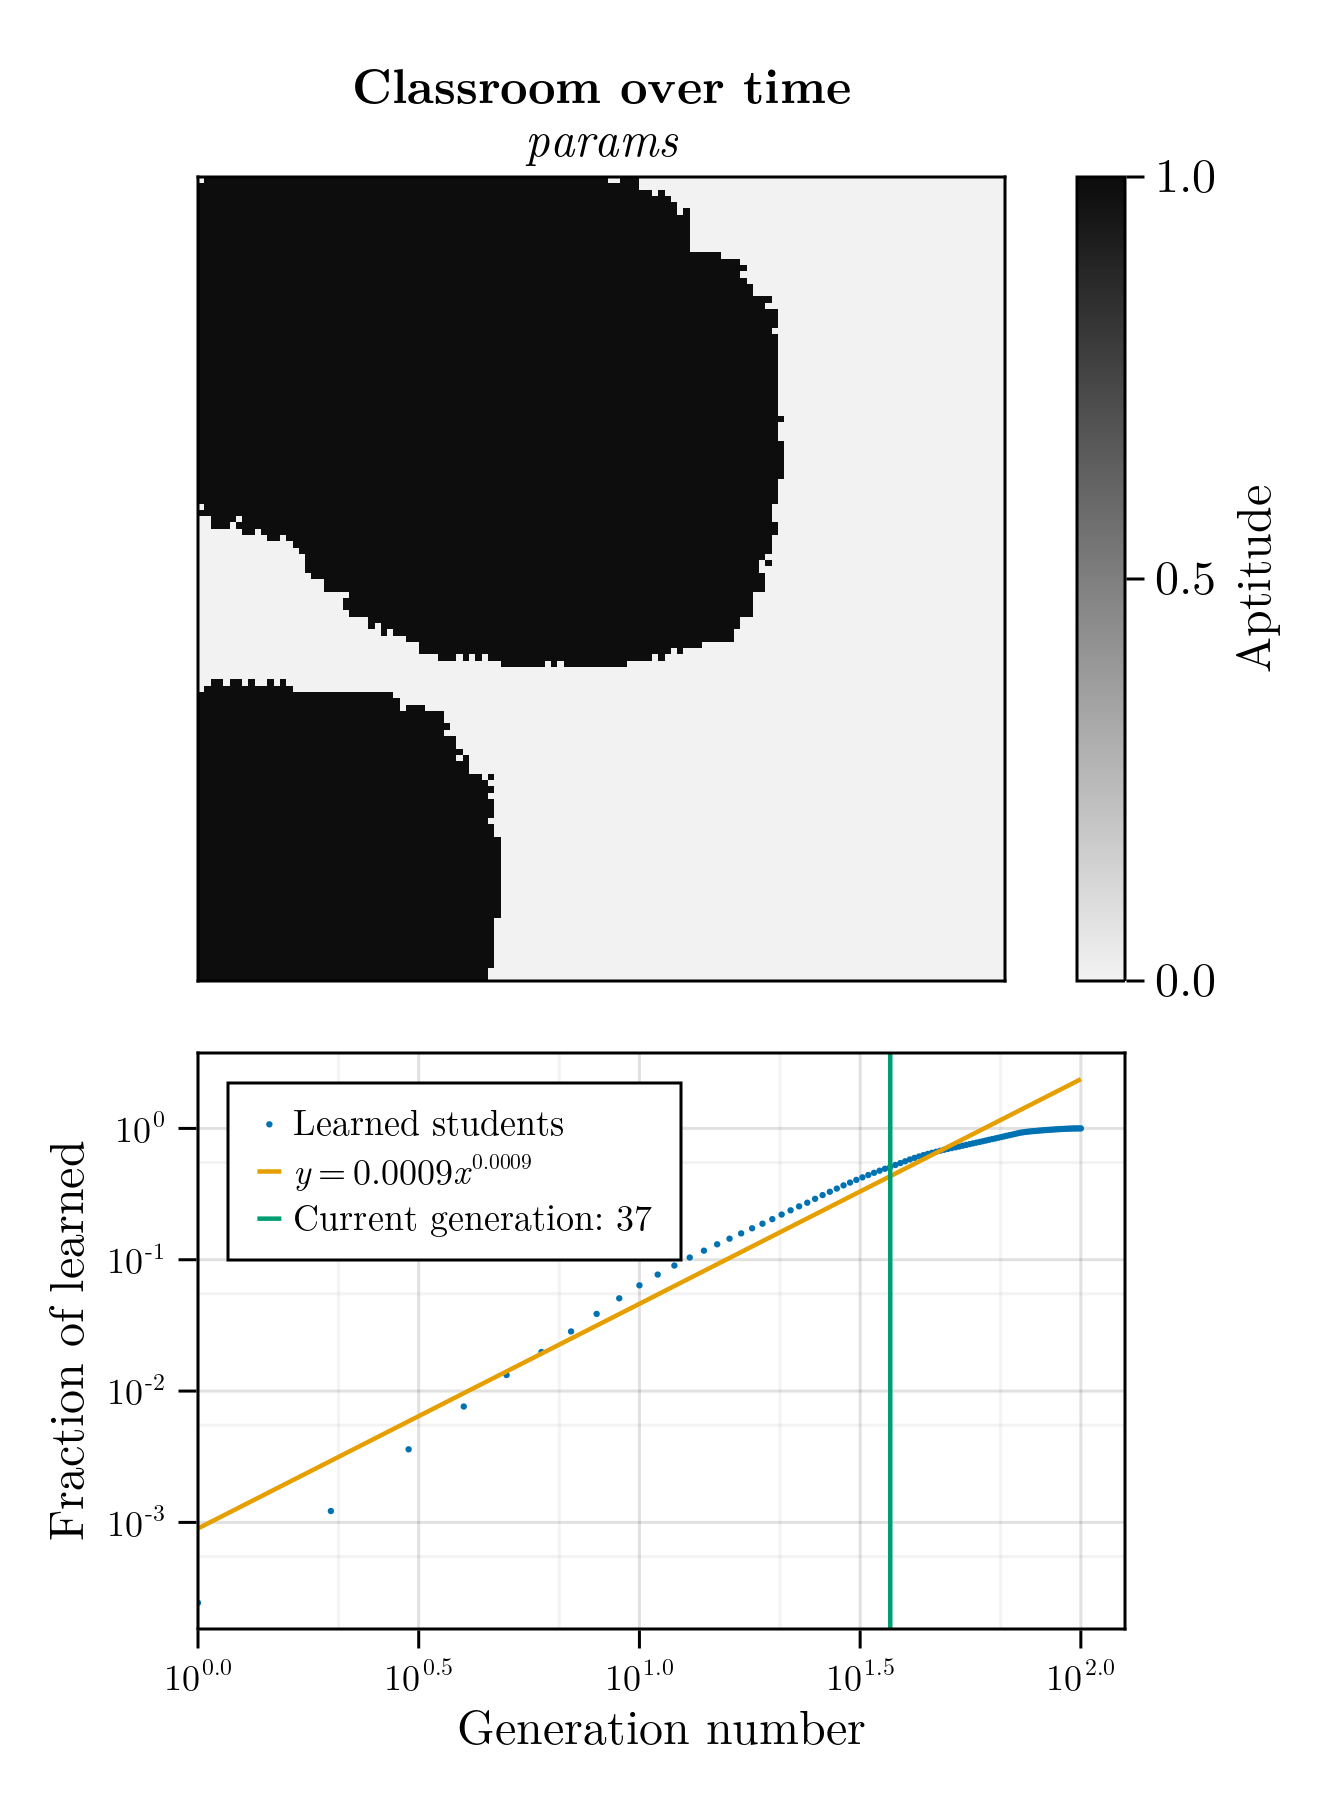 Classroom over time
params
1.0
0.5
0.0
Aptitude
Learned students
y = 0.0009x^0.0009
Current generation: 37
10^0
10^-1
10^-2
10^-3
Fraction of learned
10^0.0 10^0.5 10^1.0 10^1.5 10^2.0
Generation number